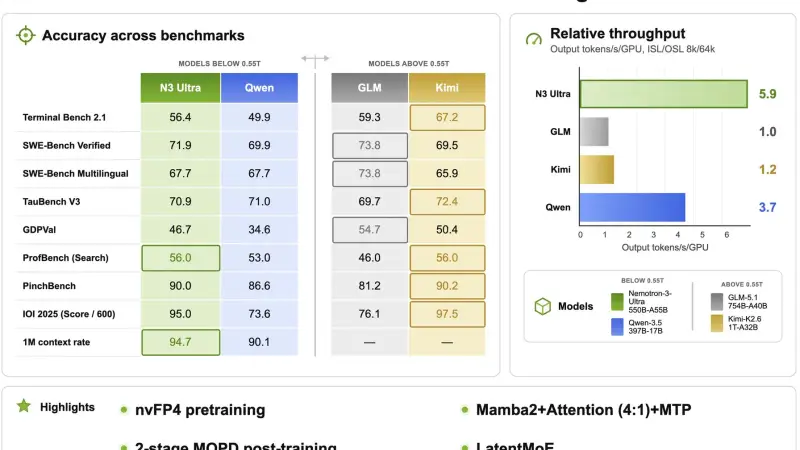 Accuracy across benchmarks
MODELS BELOW 0.55T
MODELS ABOVE 0.55T
N3 Ultra Qwen GLM Kimi
Terminal Bench 2.1 56.4 49.9 59.3 67.2
SWE-Bench Verified 71.9 69.9 73.8 69.5
SWE-Bench Multilingual 67.7 67.7 73.8 65.9
TauBench V3 70.9 71.0 69.7 72.4
GDPVal 46.7 34.6 54.7 50.4
ProfBench (Search) 56.0 53.0 46.0 56.0
PinchBench 90.0 86.6 81.2 90.2
IOI 2025 (Score / 600) 95.0 73.6 76.1 97.5
1M context rate 94.7 90.1 — —
Relative throughput
Output tokens/s/GPU, ISL/OSL 8k/64k
N3 Ultra 5.9
GLM 1.0
Kimi 1.2
Qwen 3.7
0 1 2 3 4 5 6
Output tokens/s/GPU
Models
BELOW 0.55T
Nemotron-3-
Ultra
550B-A55B
Qwen-3.5
397B-17B
ABOVE 0.55T
GLM-5.1
754B-A40B
Kimi-K2.6
1T-A32B
Highlights
nvFP4 pretraining
Mamba2+Attention (4:1)+MTP
2-stage MOPD post-training
LatentMoE